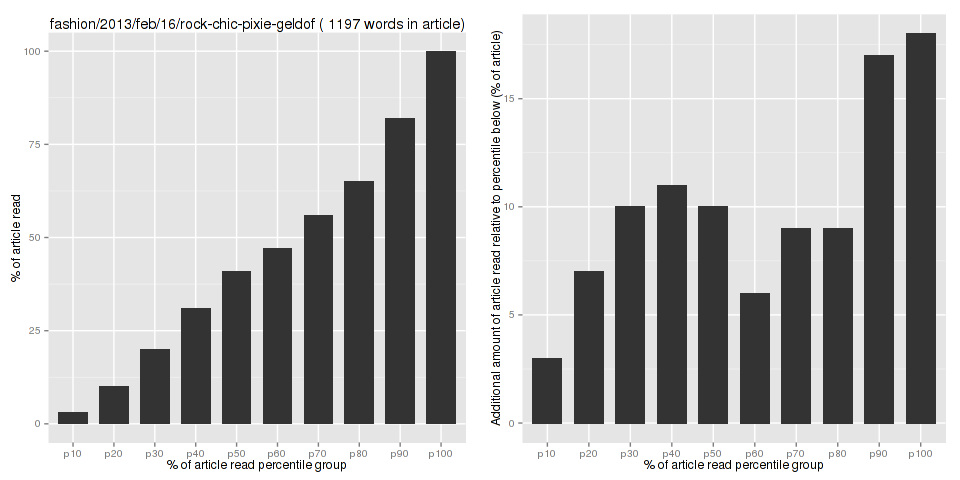 fashion/2013/feb/16/rock-chic-pixie-geldof ( 1197 words in article)
% of article read
100
75
50
25
0
p10 p20 p30 p40 p50 p60 p70 p80 p90 p100
% of article read percentile group
Additional amount of article read relative to percentile below (% of article)
15
10
5
0
p10 p20 p30 p40 p50 p60 p70 p80 p90 p100
% of article read percentile group